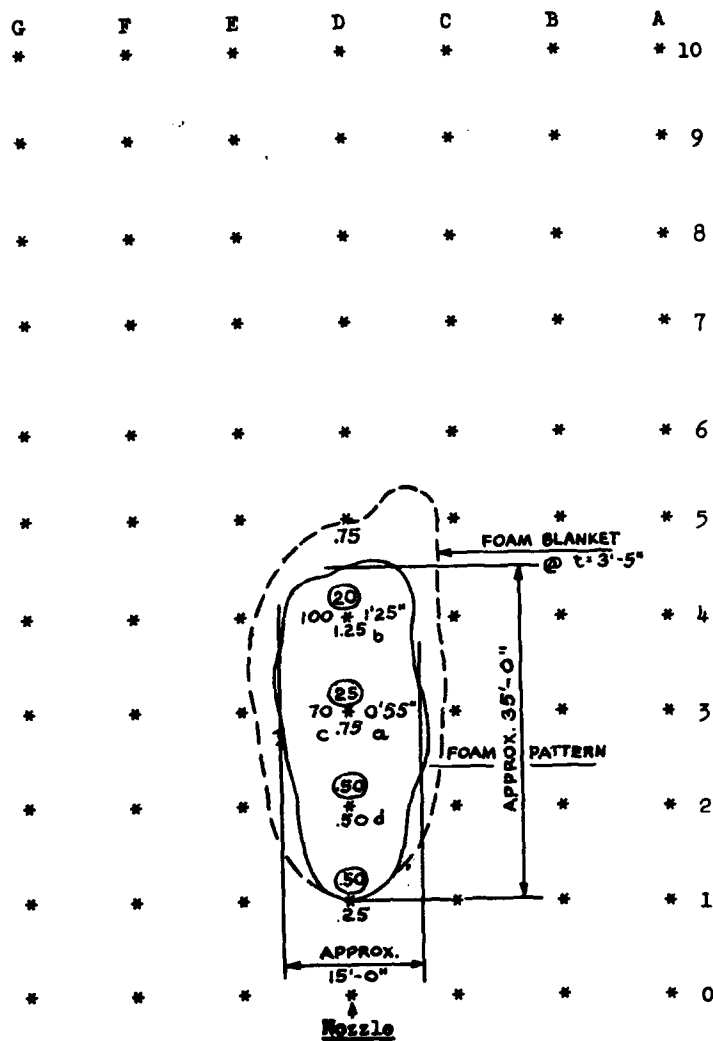 G F E D C B A
* * * * * * * 10
* * * * * * * 9
* * * * * * * 8
* * * * * * * 7
* * * * * * * 6
* * * * * * * 5
.75
FOAM BLANKET
@ t=3'-5"
20
* * 100 * 1'25" * * * 4
1.25 b
25
* * 70 * 0'55" * * * 3
c .75 a
FOAM PATTERN
APPROX. 35'-0"
.50
* * * * * * 2
.50 d
.50
* * * * * * * 1
.25
APPROX.
15'-0"
* * * * * * * 0
Nozzle